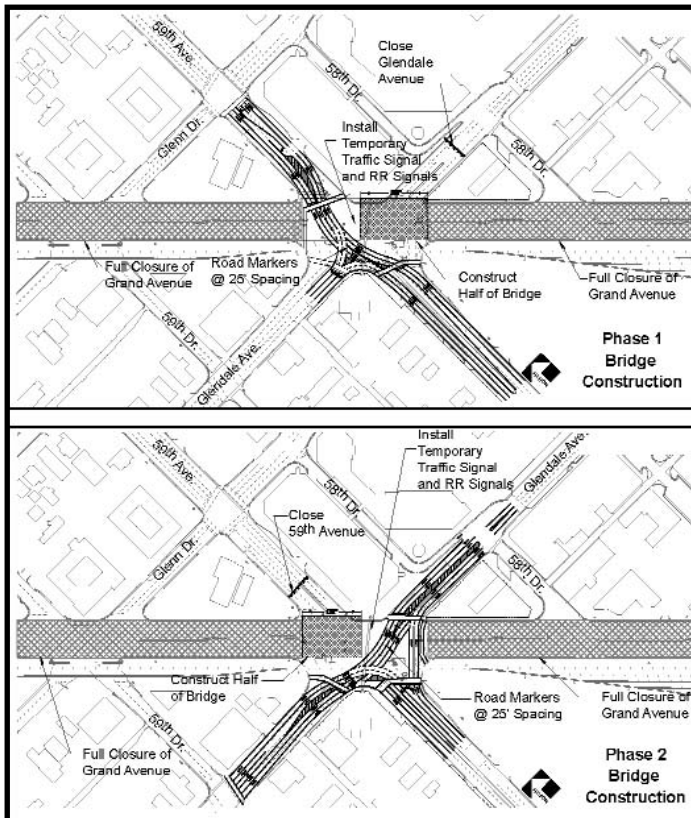 59th Ave.
58th Dr.
Close
Glendale
Avenue
Glenn Dr.
Install
Temporary
Traffic Signal
and RR Signals
58th Dr.
Full Closure of
Grand Avenue
Road Markers
@ 25' Spacing
Construct
Half of Bridge
Full Closure of
Grand Avenue
59th Dr.
Glendale Ave.
Phase 1
Bridge
Construction
Install
Temporary
Traffic Signal
and RR Signals
59th Ave.
58th Dr.
Glendale Ave.
Close
59th Avenue
Glenn Dr.
58th Dr.
Construct Half
of Bridge
Road Markers
@ 25' Spacing
Full Closure of
Grand Avenue
59th Dr.
Full Closure of
Grand Avenue
Phase 2
Bridge
Construction